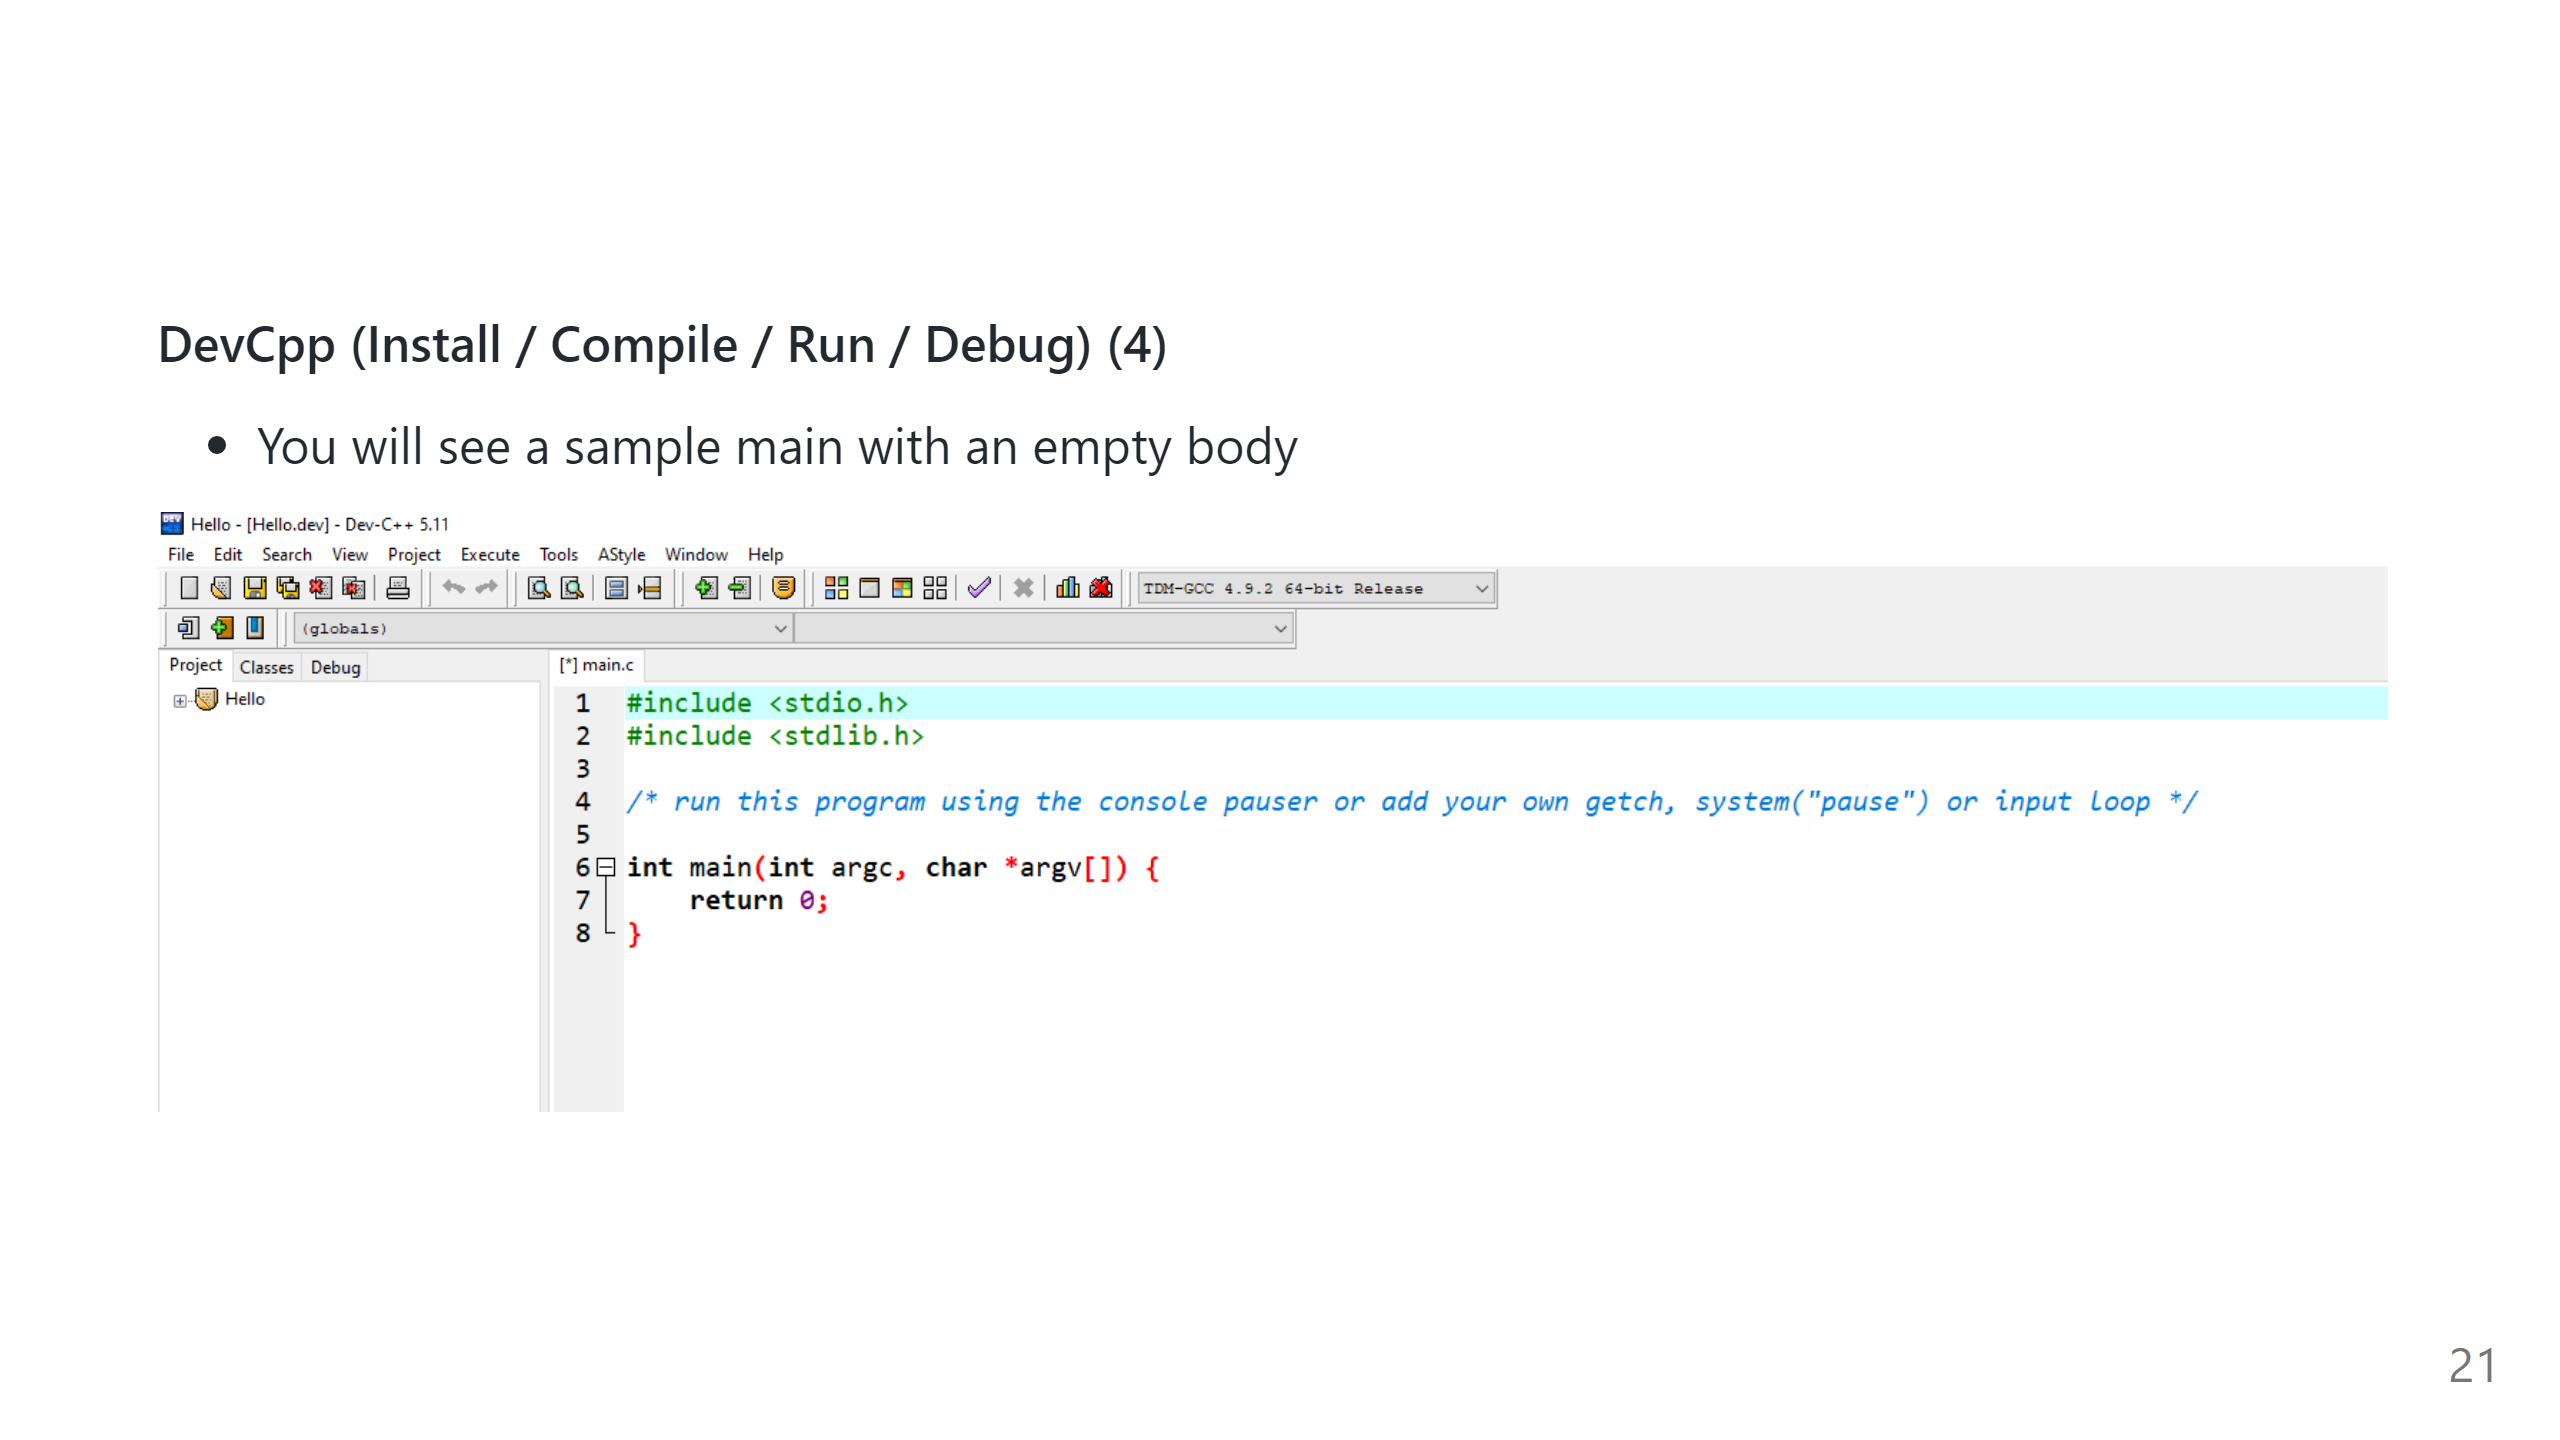 DevCpp (Install / Compile / Run / Debug) (4)
• You will see a sample main with an empty body
Hello - [Hello.dev] - Dev-C++ 5.11
File Edit Search View Project Execute Tools AStyle Window Help
TDM-GCC 4.9.2 64-bit Release
(globals)
Project Classes Debug
[*] main.c
Hello
1 #include <stdio.h>
2 #include <stdlib.h>
3
4 /* run this program using the console pauser or add your own getch, system("pause") or input loop */
5
6 int main(int argc, char *argv[]) {
7 return 0;
8 }
21